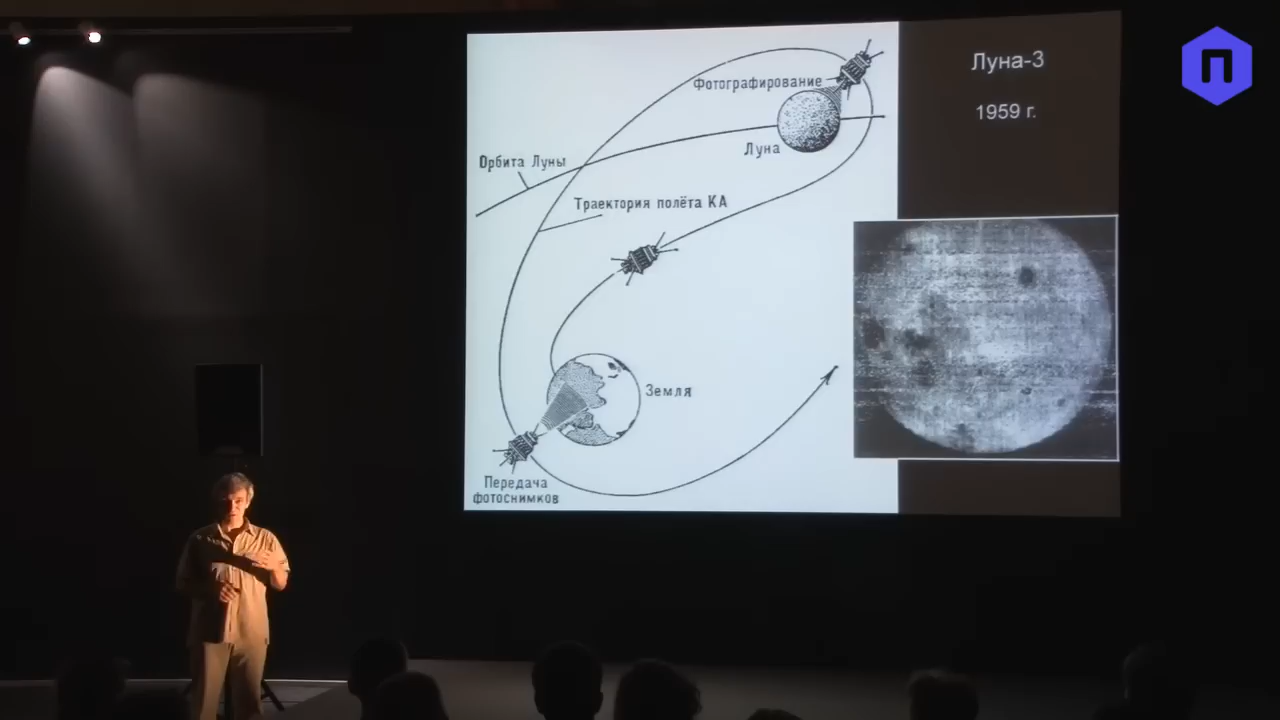 Фотографирование
Луна
Орбита Луны
Траектория полёта КА
Земля
Передача
фотоснимков
Луна-3
1959 г.
П